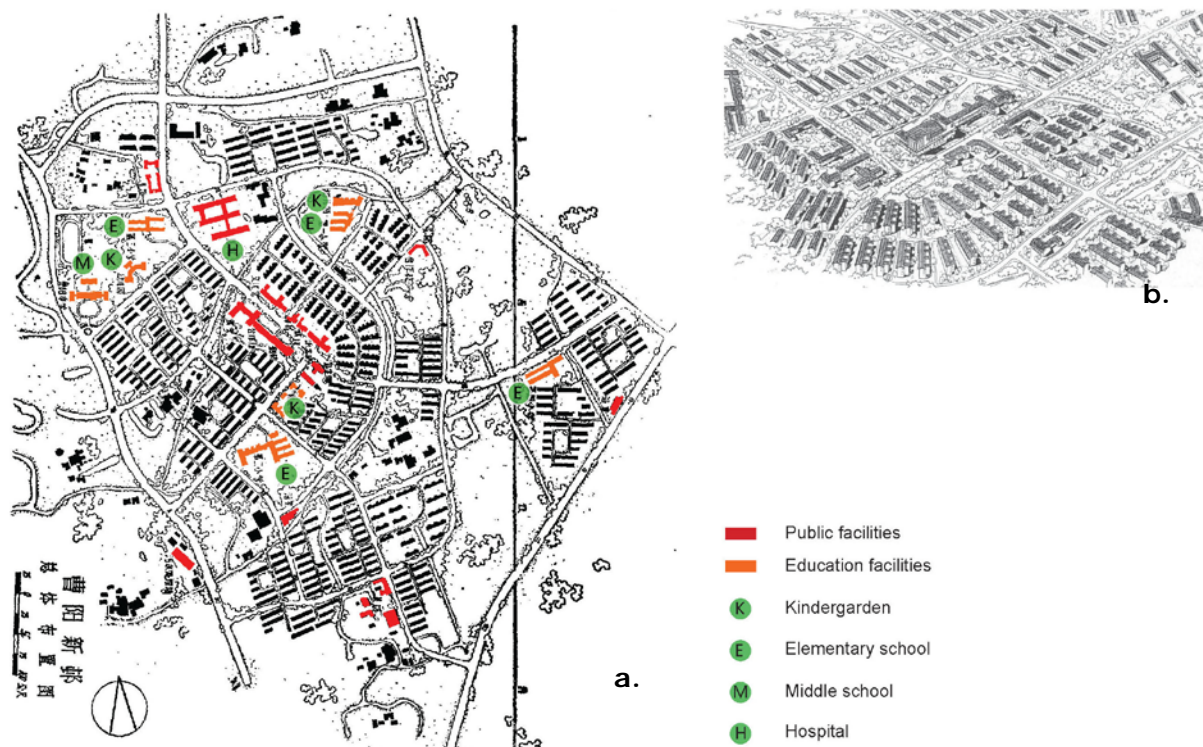 E
K
E
M
K
H
E
K
E
曹阳新邨
总体布置图
a.
b.
Public facilities
Education facilities
K Kindergarden
E Elementary school
M Middle school
H Hospital